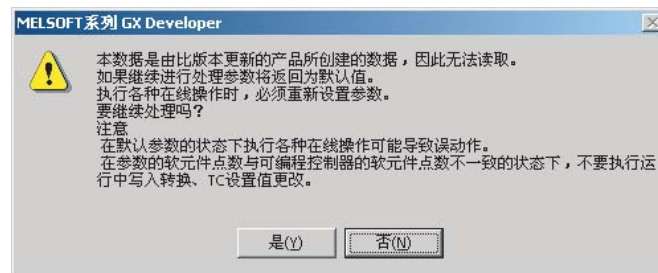 MELSOFT系列 GX Developer
本数据是由比版本更新的产品所创建的数据，因此无法读取。
如果继续进行处理参数将返回为默认值。
执行各种在线操作时，必须重新设置参数。
要继续处理吗？
注意
在默认参数的状态下执行各种在线操作可能导致误动作。
在参数的软元件点数与可编程控制器的软元件点数不一致的状态下，不要执行运
行中写入转换、TC设置值更改。
是(Y) 否(N)